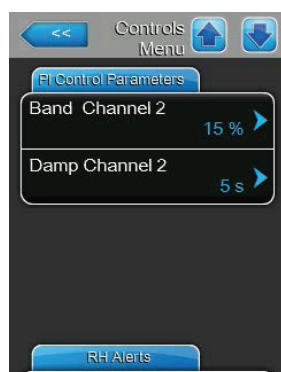 << Controls
Menu
PI Control Parameters
Band Channel 2
15 %
Damp Channel 2
5 s
RH Alerts